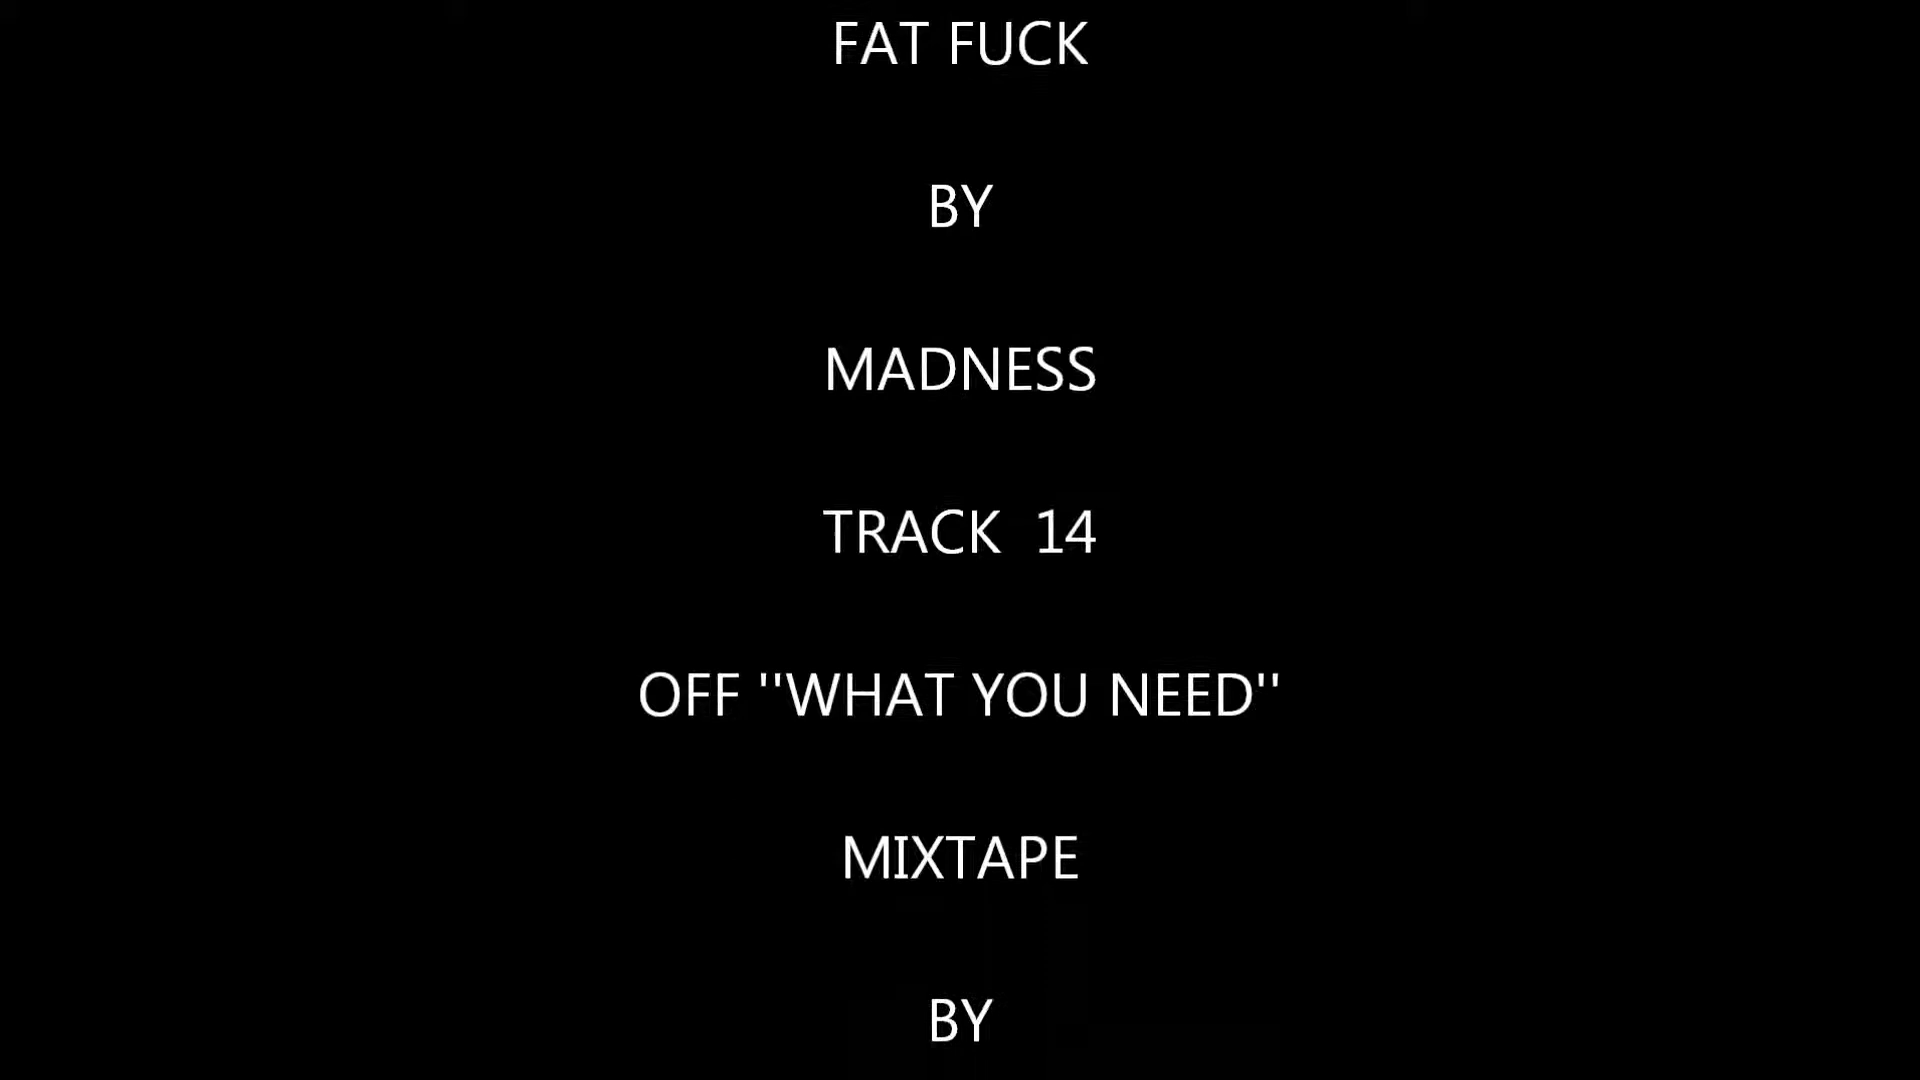 FAT FUCK
BY
MADNESS
TRACK  14
OFF ''WHAT YOU NEED''
MIXTAPE
BY